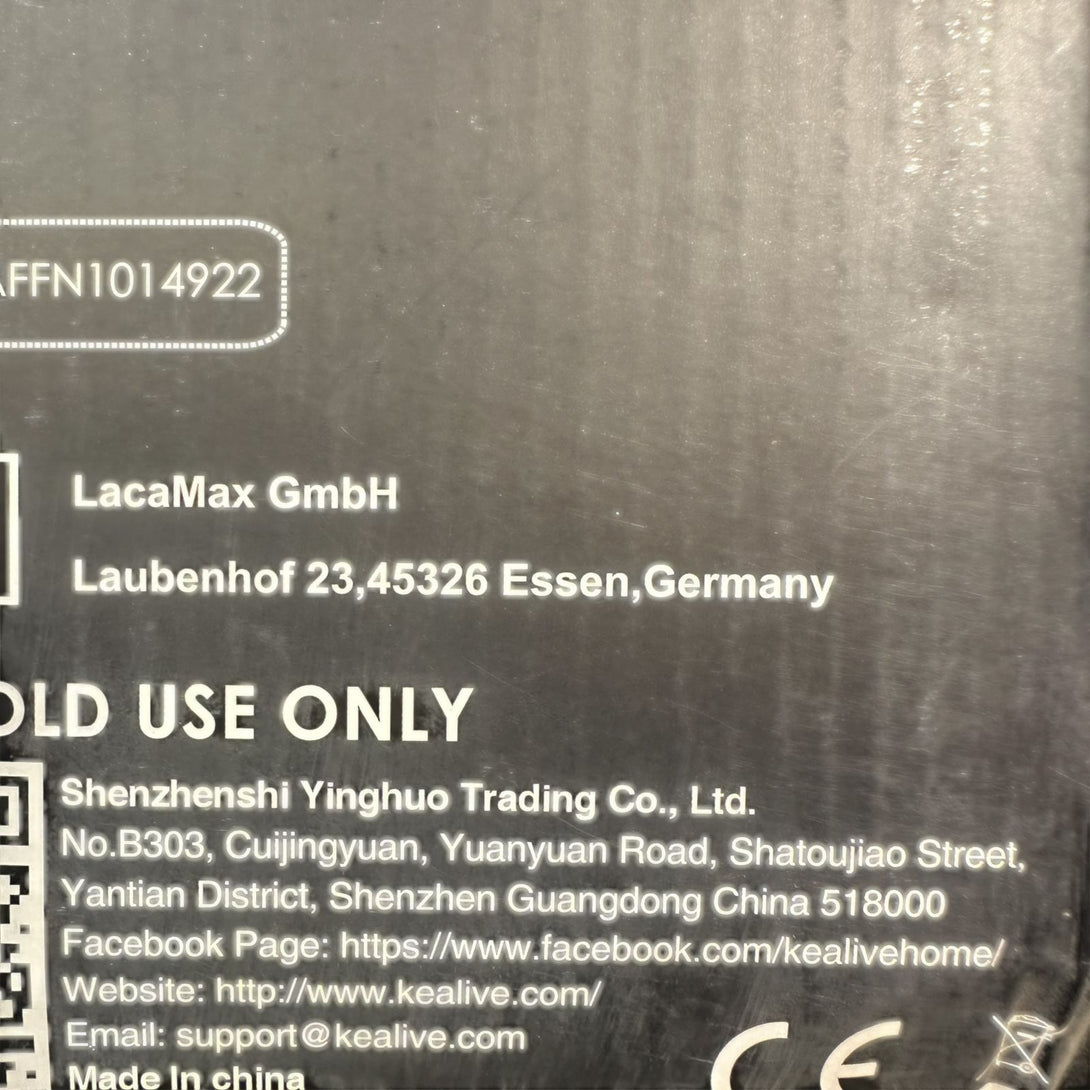 AFFN1014922
LacaMax GmbH
Laubenhof 23,45326 Essen,Germany
OLD USE ONLY
Shenzhenshi Yinghuo Trading Co., Ltd.
No.B303, Cuijingyuan, Yuanyuan Road, Shatoujiao Street,
Yantian District, Shenzhen Guangdong China 518000
Facebook Page: https://www.facebook.com/kealivehome/
Website: http://www.kealive.com/
Email: support@kealive.com
Made In china
CE